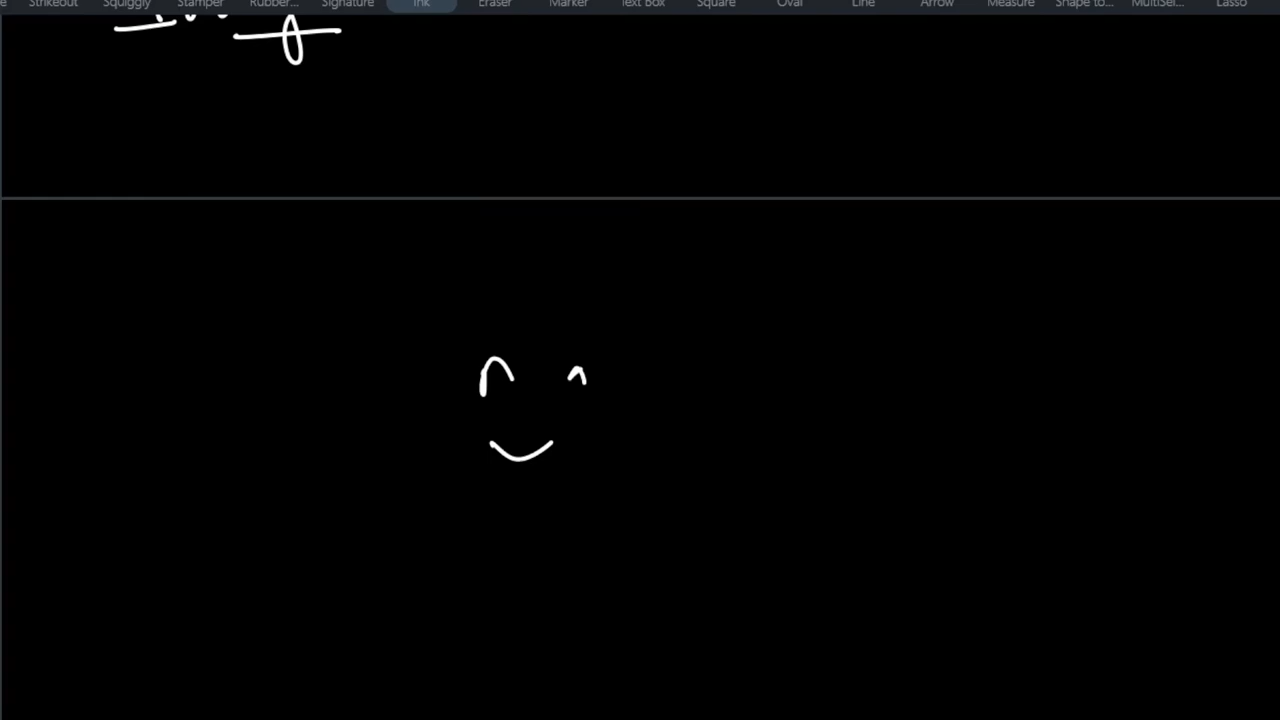 Strikeout Squiggly Stamper Rubber... Signature Ink Eraser Marker Text Box Square Oval Line Arrow Measure Shape to... MultiSel... Lasso